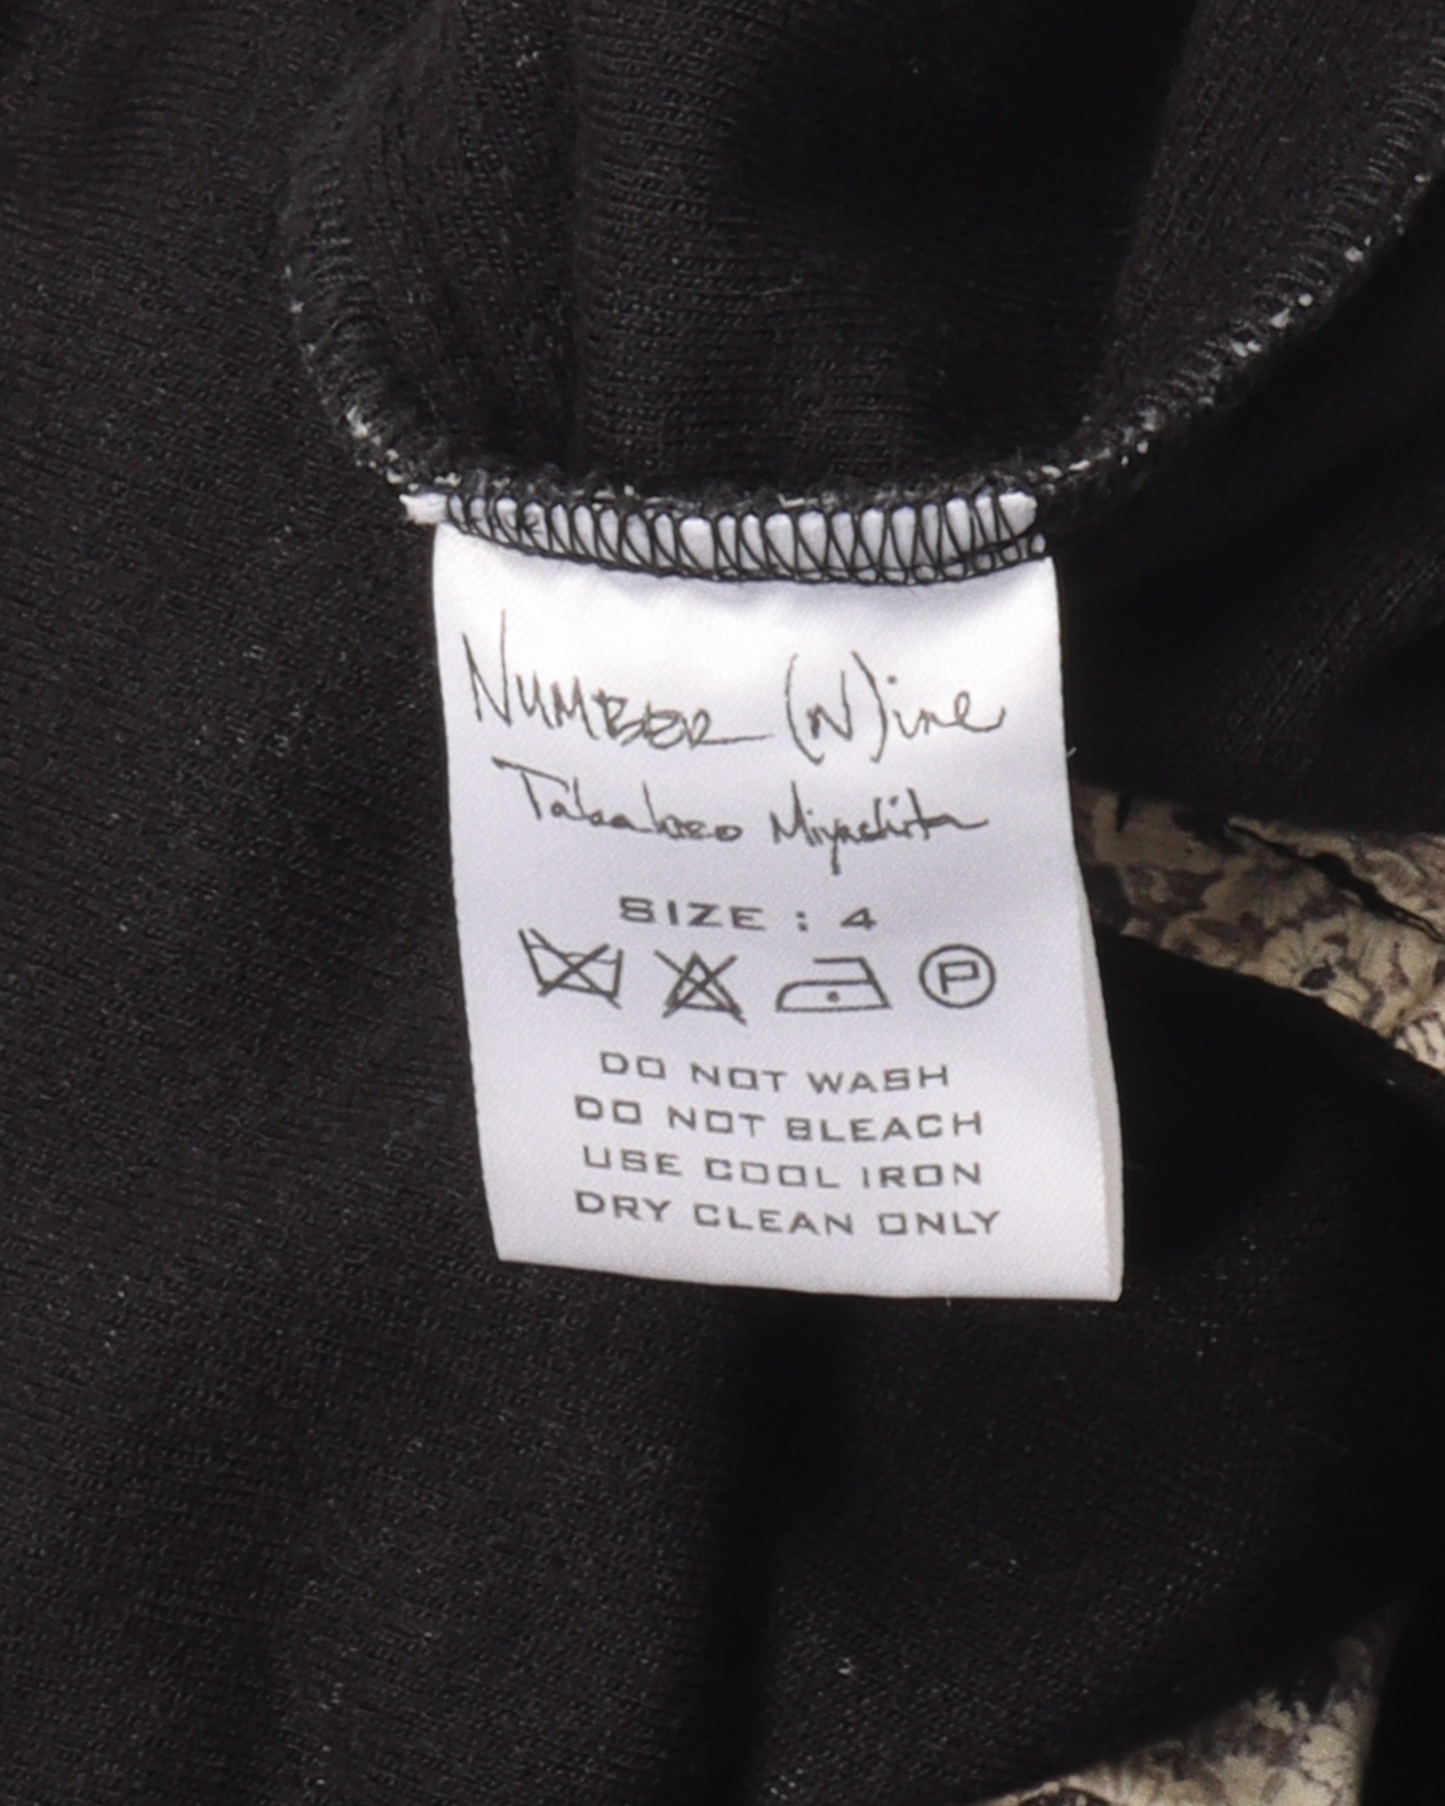 NUMBER (N)ine
Takahiro Miyashita
SIZE : 4
P
DO NOT WASH
DO NOT BLEACH
USE COOL IRON
DRY CLEAN ONLY